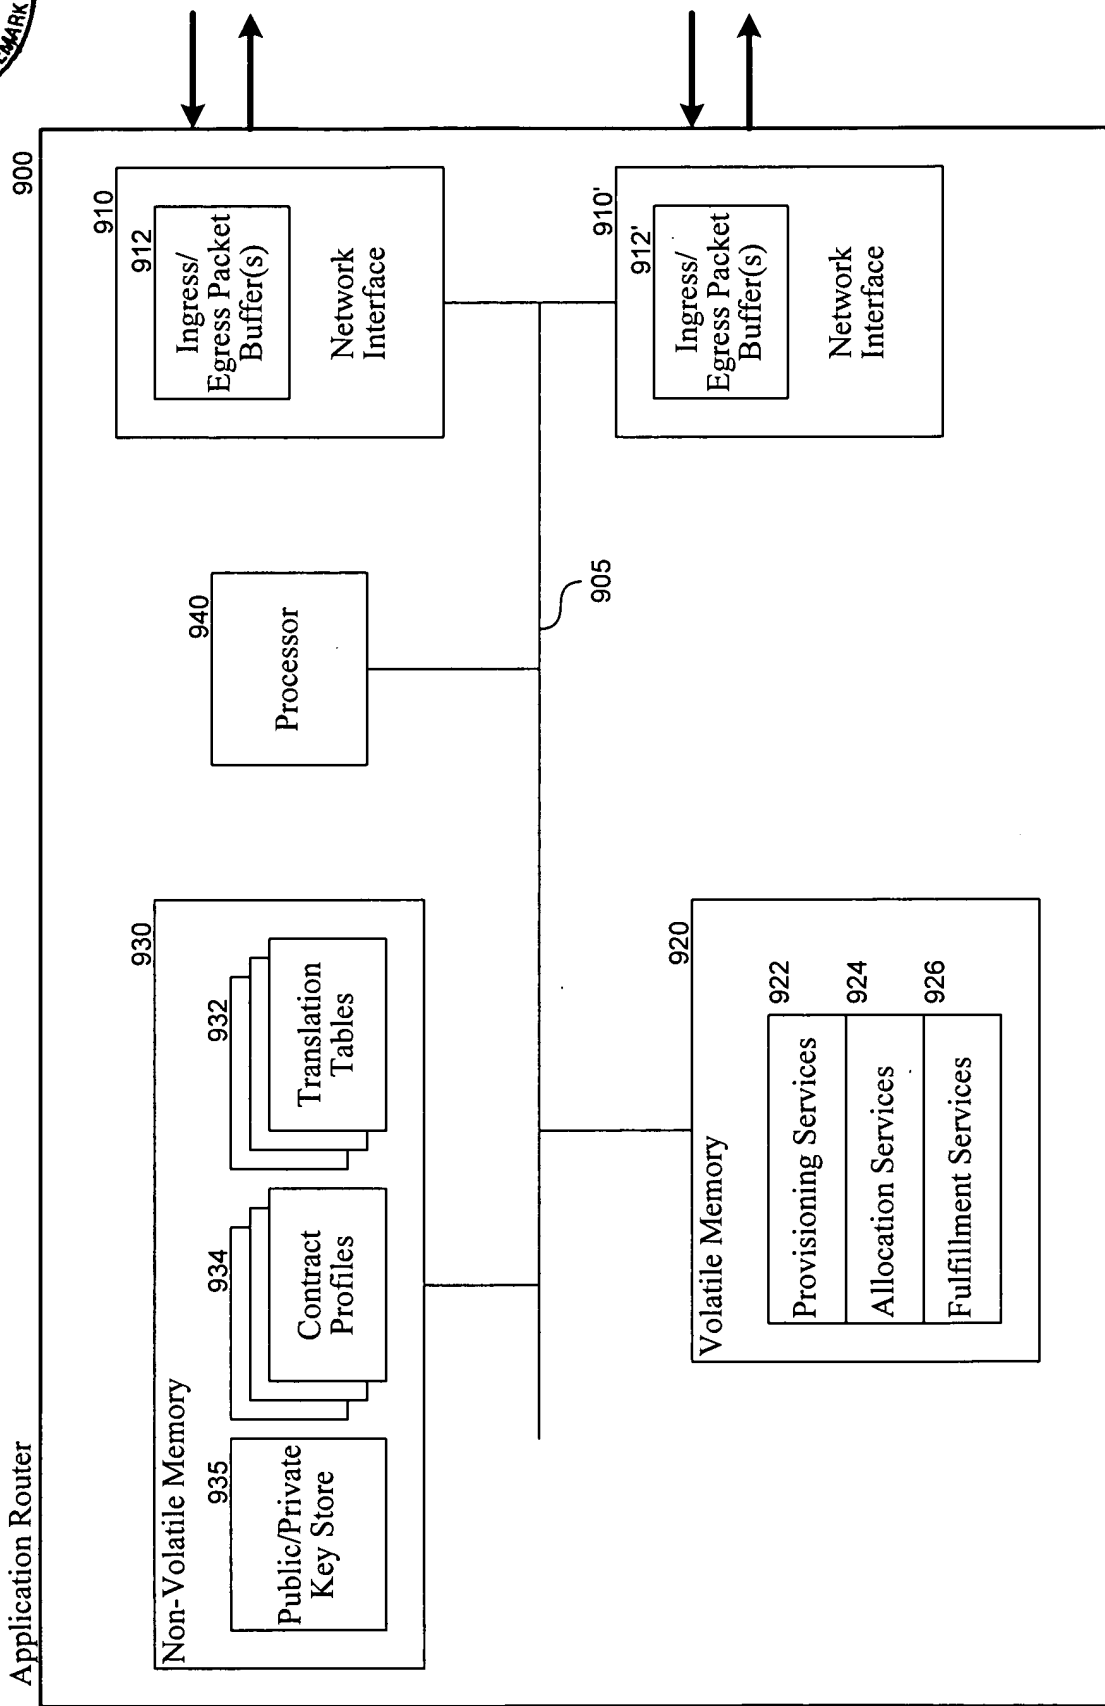 Application Router
900
Non-Volatile Memory
930
935
Public/Private
Key Store
934
Contract
Profiles
932
Translation
Tables
940
Processor
910
912
Ingress/
Egress Packet
Buffer(s)
Network
Interface
905
Volatile Memory
920
Provisioning Services
922
Allocation Services
924
Fulfillment Services
926
910'
912'
Ingress/
Egress Packet
Buffer(s)
Network
Interface